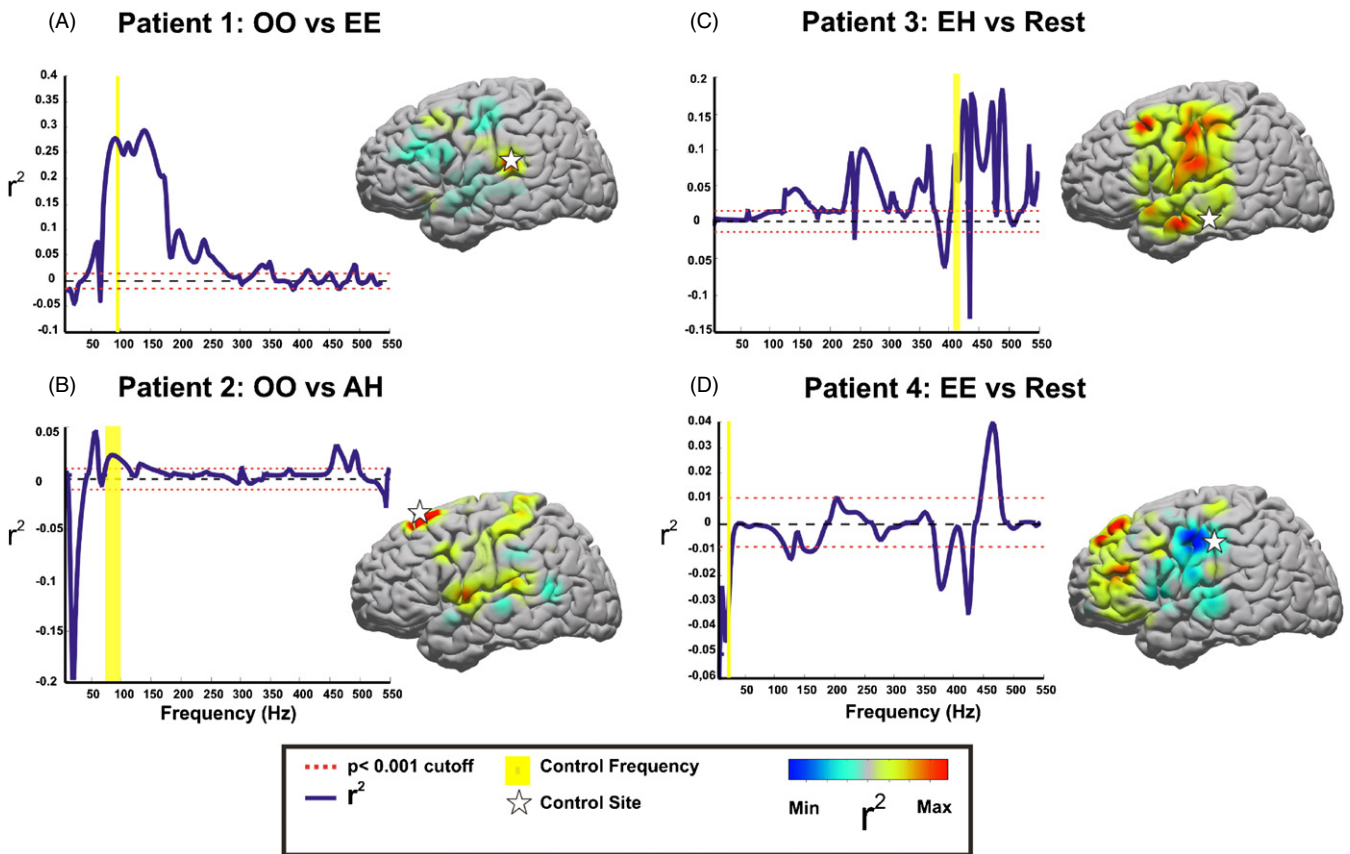 (A) Patient 1: OO vs EE
0.4
0.35
0.3
0.25
0.2
0.15
0.1
0.05
0
-0.05
-0.1
r²
50 100 150 200 250 300 350 400 450 500 550
(B) Patient 2: OO vs AH
0.05
0
-0.05
-0.1
-0.15
-0.2
r²
50 100 150 200 250 300 350 400 450 500 550
Frequency (Hz)
(C) Patient 3: EH vs Rest
0.2
0.15
0.1
0.05
0
0.05
0.1
-0.15
50 100 150 200 250 300 350 400 450 500 550
(D) Patient 4: EE vs Rest
0.04
0.03
0.02
0.01
0
-0.01
-0.02
-0.03
-0.04
-0.05
-0,06
r²
50 100 150 200 250 300 350 400 450 500 550
Frequency (Hz)
p< 0.001 cutoff
r²
Control Frequency
Control Site
Min r² Max